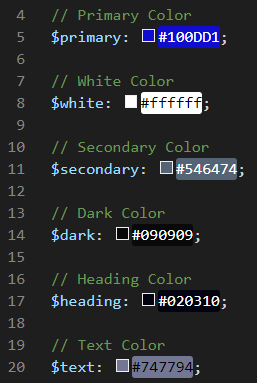 4 // Primary Color
5 $primary: #100DD1;
6
7 // White Color
8 $white: #ffffff;
9
10 // Secondary Color
11 $secondary: #546474;
12
13 // Dark Color
14 $dark: #090909;
15
16 // Heading Color
17 $heading: #020310;
18
19 // Text Color
20 $text: #747794;